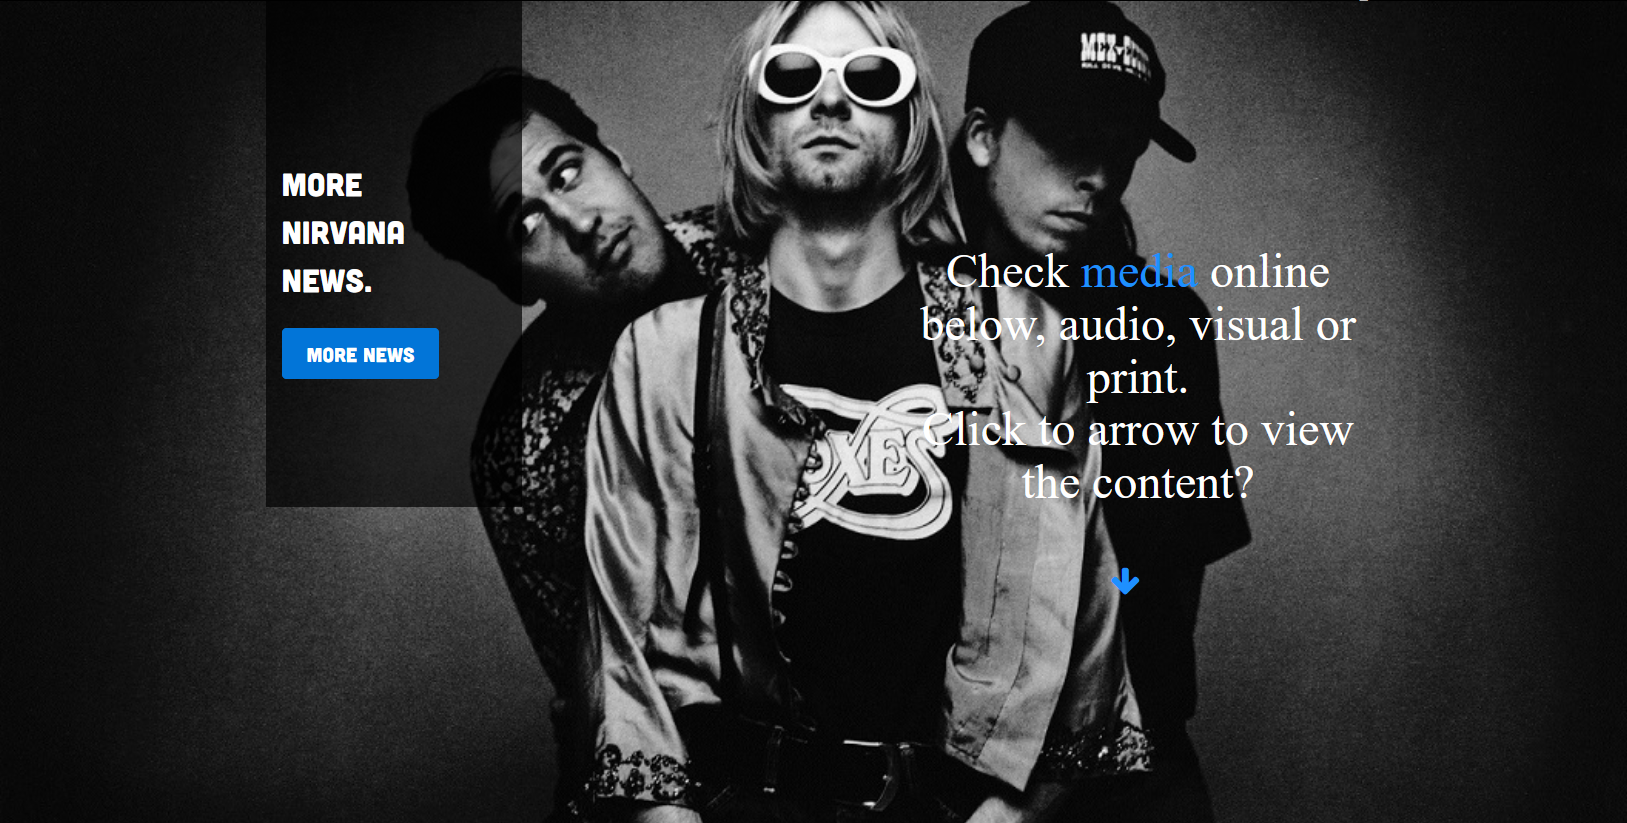 MORE
NIRVANA
NEWS.
MORE NEWS
Check media online
below, audio, visual or
print.
Click to arrow to view
the content?